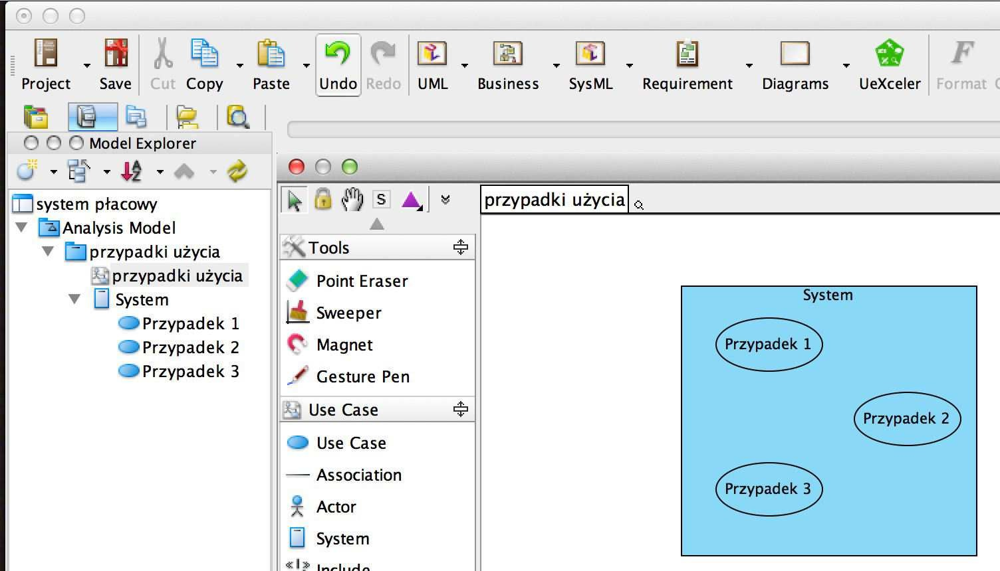 Project Save Cut Copy Paste Undo Redo UML Business SysML Requirement Diagrams UeXceler Format
Model Explorer
system płacowy
Analysis Model
przypadki użycia
przypadki użycia
System
Przypadek 1
Przypadek 2
Przypadek 3
S
Tools
Point Eraser
Sweeper
Magnet
Gesture Pen
Use Case
Use Case
Association
Actor
System
Include
przypadki użycia
System
Przypadek 1
Przypadek 2
Przypadek 3